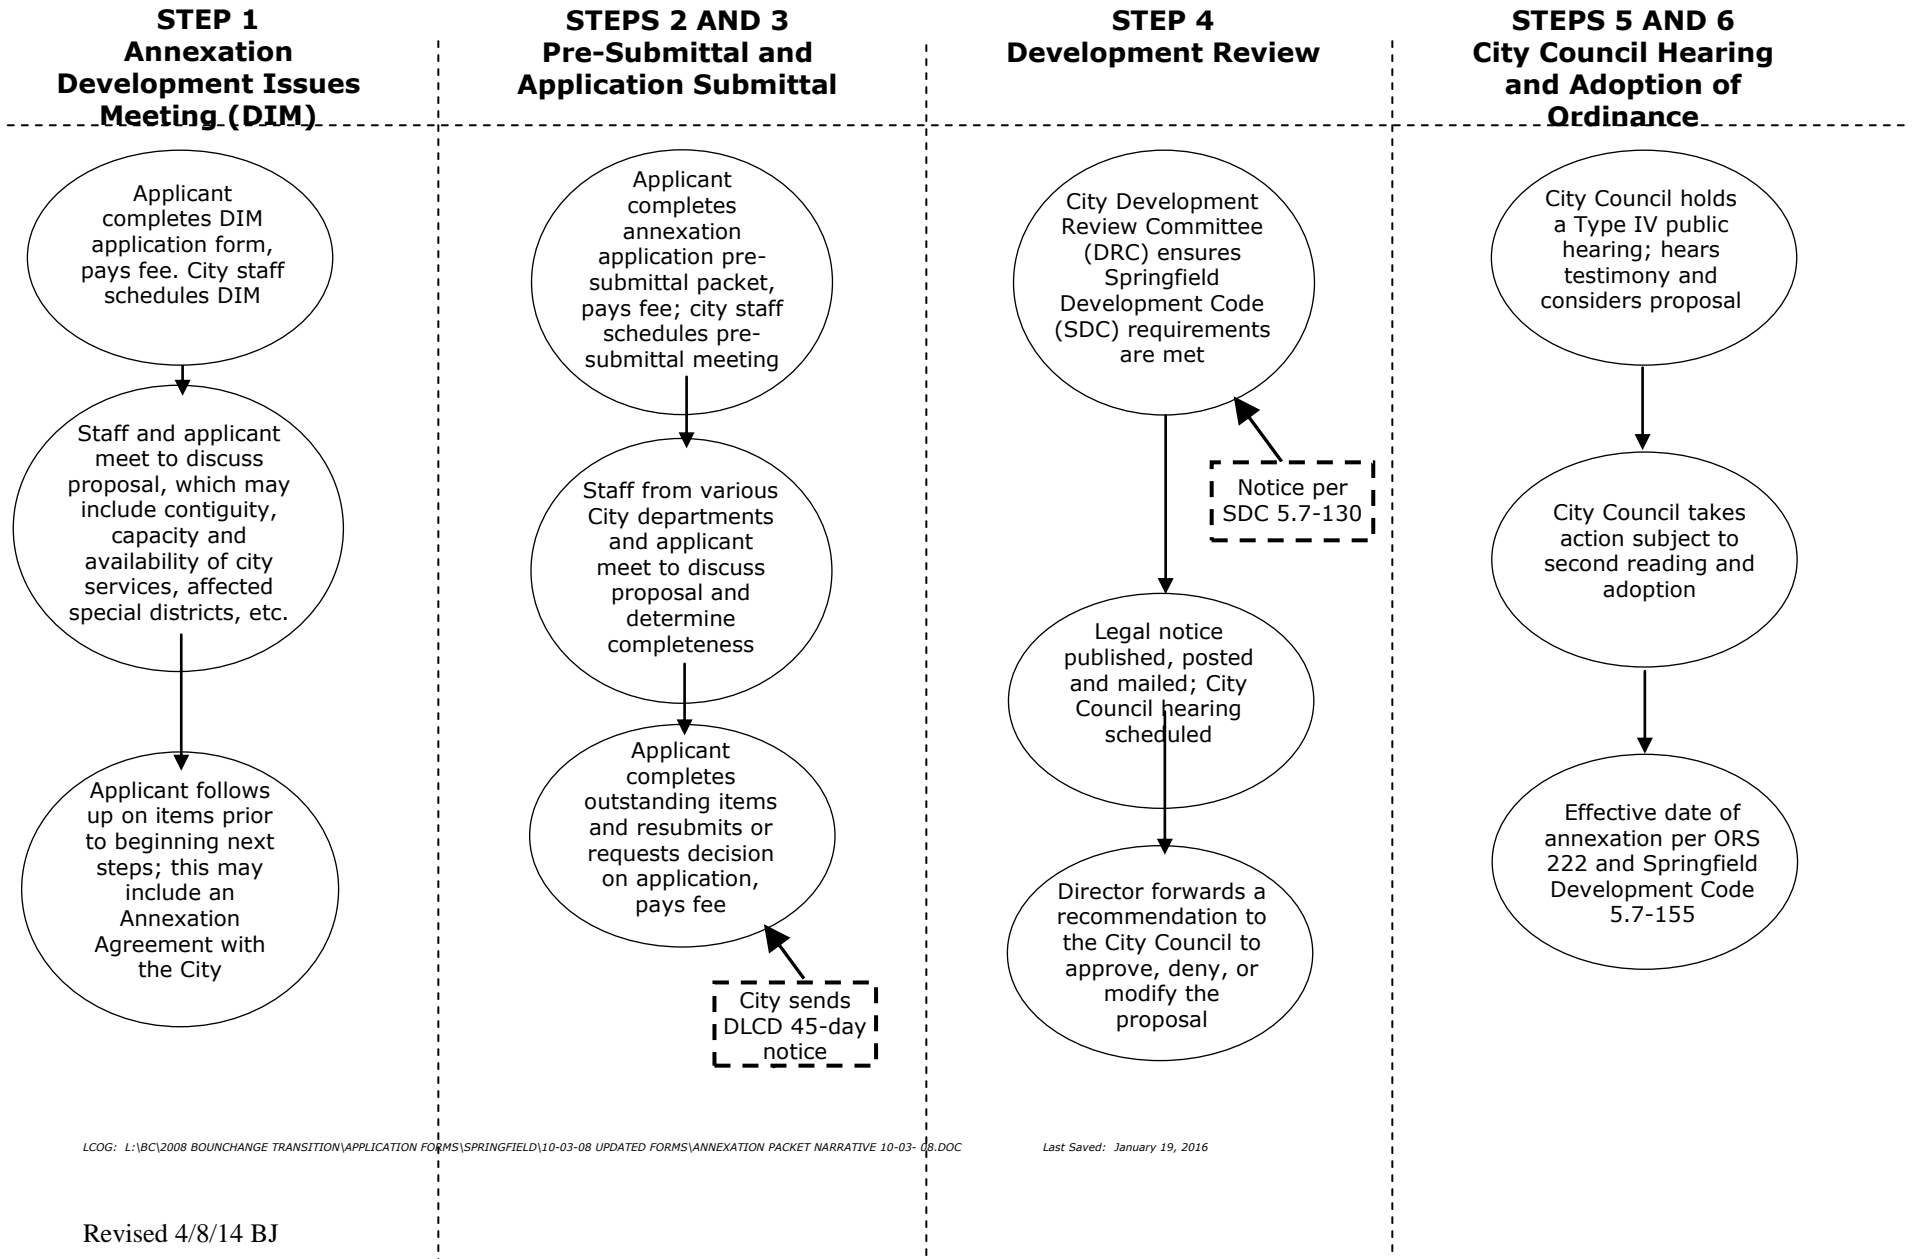 STEP 1
Annexation
Development Issues
Meeting (DIM)
Applicant
completes DIM
application form,
pays fee. City staff
schedules DIM
Staff and applicant
meet to discuss
proposal, which may
include contiguity,
capacity and
availability of city
services, affected
special districts, etc.
Applicant follows
up on items prior
to beginning next
steps; this may
include an
Annexation
Agreement with
the City
STEPS 2 AND 3
Pre-Submittal and
Application Submittal
Applicant
completes
annexation
application pre-
submittal packet,
pays fee; city staff
schedules pre-
submittal meeting
Staff from various
City departments
and applicant
meet to discuss
proposal and
determine
completeness
Applicant
completes
outstanding items
and resubmits or
requests decision
on application,
pays fee
City sends
DLCD 45-day
notice
STEP 4
Development Review
City Development
Review Committee
(DRC) ensures
Springfield
Development Code
(SDC) requirements
are met
Notice per
SDC 5.7-130
Legal notice
published, posted
and mailed; City
Council hearing
scheduled
Director forwards a
recommendation to
the City Council to
approve, deny, or
modify the
proposal
STEPS 5 AND 6
City Council Hearing
and Adoption of
Ordinance
City Council holds
a Type IV public
hearing; hears
testimony and
considers proposal
City Council takes
action subject to
second reading and
adoption
Effective date of
annexation per ORS
222 and Springfield
Development Code
5.7-155
LCOG: L:\BC\2008 BOUNCHANGE TRANSITION\APPLICATION FORMS\SPRINGFIELD\10-03-08 UPDATED FORMS\ANNEXATION PACKET NARRATIVE 10-03- 08.DOC Last Saved: January 19, 2016
Revised 4/8/14 BJ